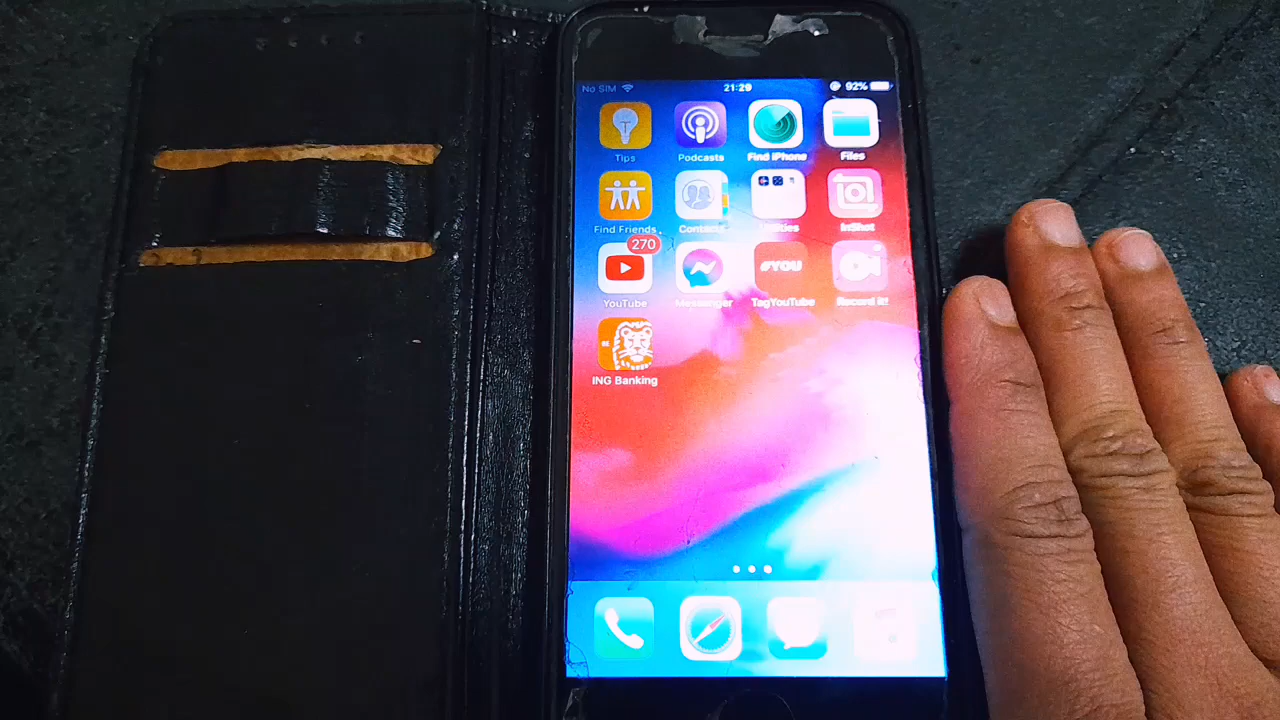 No SIM 21:29 92%
Tips Podcasts Find iPhone Files
Find Friends Contacts Utilities InShot
270
#YOU
YouTube Messenger TagYouTube Record it!
ING Banking